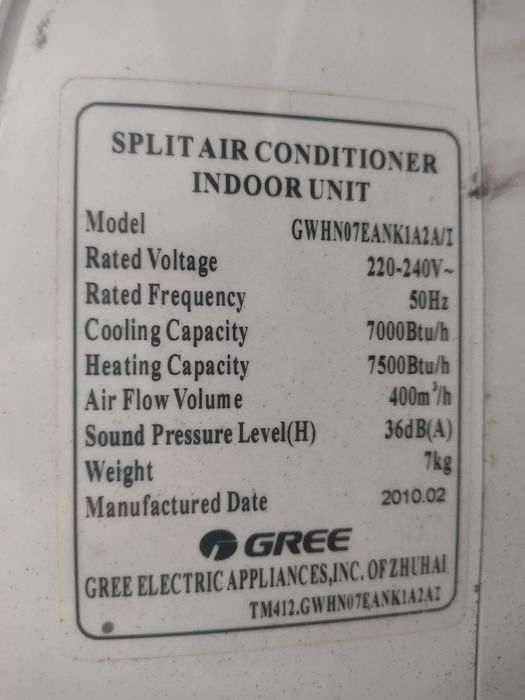 SPLIT AIR CONDITIONER
INDOOR UNIT
Model GWHN07EANK1A2A/I
Rated Voltage 220-240V~
Rated Frequency 50Hz
Cooling Capacity 7000Btu/h
Heating Capacity 7500Btu/h
Air Flow Volume 400m³/h
Sound Pressure Level(H) 36dB(A)
Weight 7kg
Manufactured Date 2010.02
GREE
GREE ELECTRIC APPLIANCES,INC. OF ZHUHAI
TM412.GWHN07EANK1A2AI